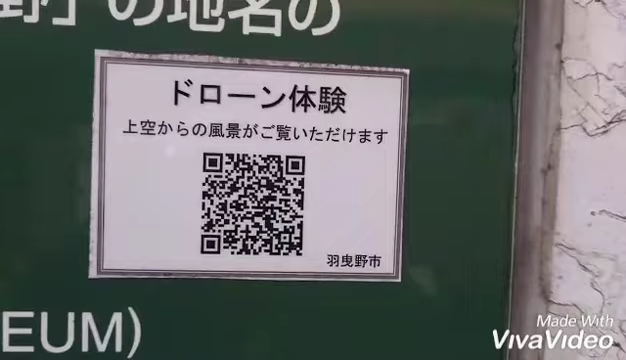 野」の地名の
ドローン体験
上空からの風景がご覧いただけます
羽曳野市
EUM)
Made With
VivaVideo